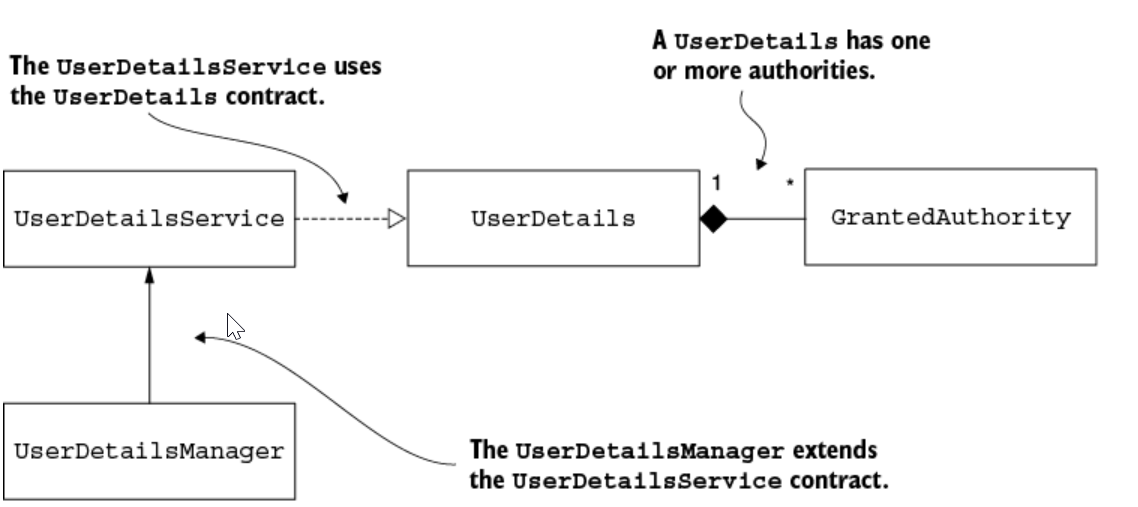 The UserDetailsService uses
the UserDetails contract.
A UserDetails has one
or more authorities.
UserDetailsService
UserDetails
1
*
GrantedAuthority
UserDetailsManager
The UserDetailsManager extends
the UserDetailsService contract.